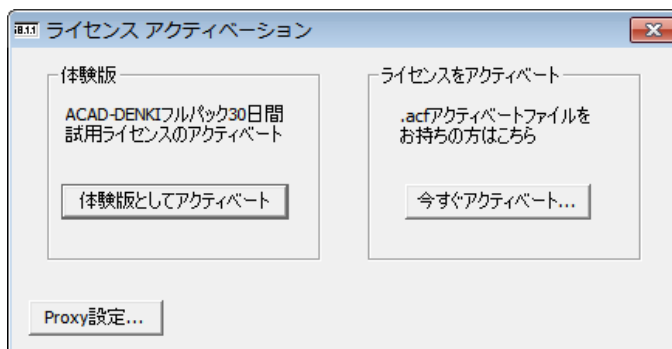 ライセンス アクティベーション
体験版
ACAD-DENKIフルパック30日間
試用ライセンスのアクティベート
体験版としてアクティベート
ライセンスをアクティベート
.acfアクティベートファイルを
お持ちの方はこちら
今すぐアクティベート...
Proxy設定...